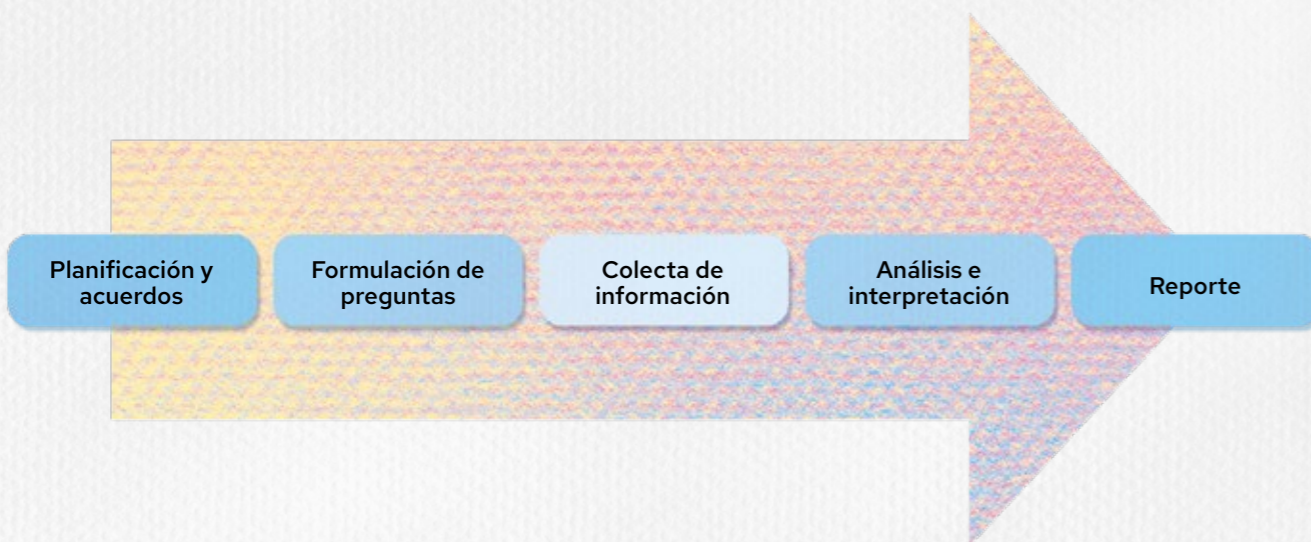 Planificación y
acuerdos
Formulación de
preguntas
Colecta de
información
Análisis e
interpretación
Reporte